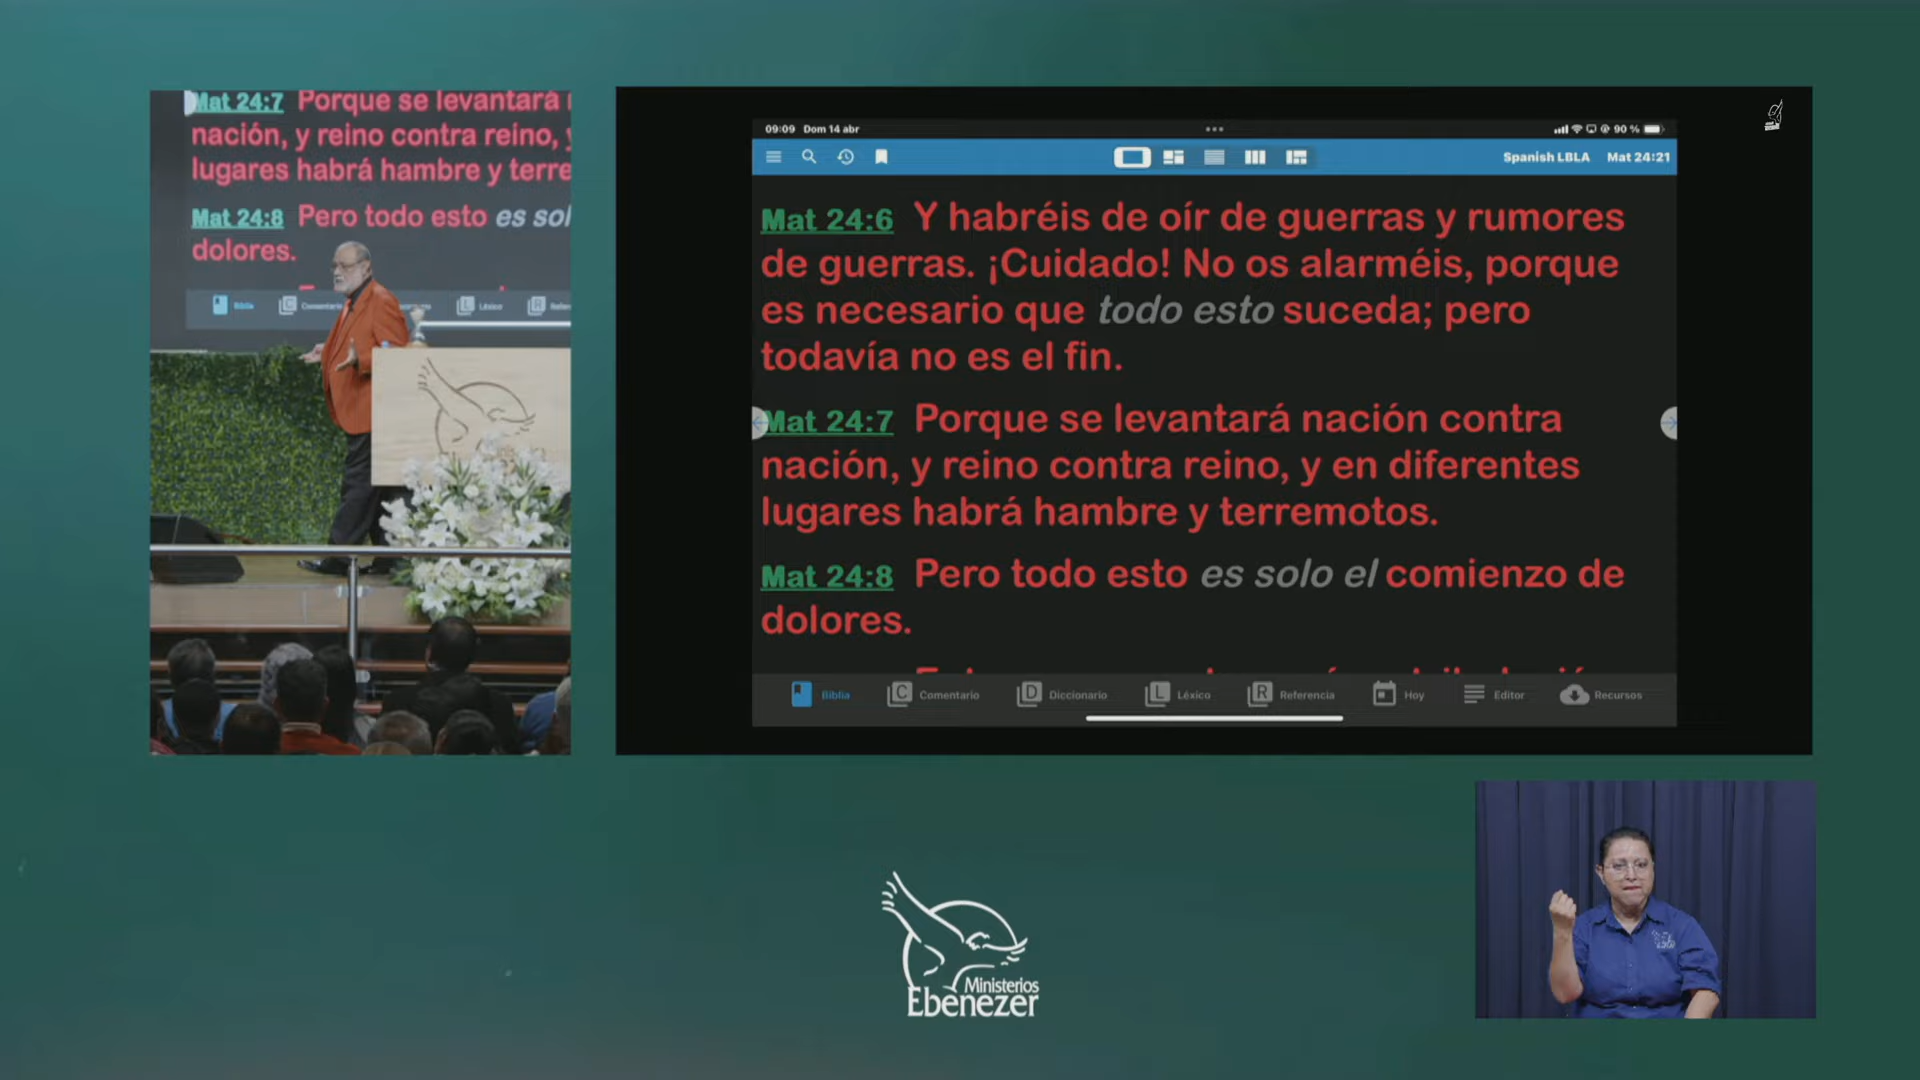 Mat 24:7 Porque se levantará
nación, y reino contra reino, y
lugares habrá hambre y terre
Mat 24:8 Pero todo esto es sol
dolores.
Biblia
Léxico
09:09 Dom 14 abr
90 %
Spanish LBLA Mat 24:21
Mat 24:6 Y habréis de oír de guerras y rumores
de guerras. ¡Cuidado! No os alarméis, porque
es necesario que todo esto suceda; pero
todavía no es el fin.
Mat 24:7 Porque se levantará nación contra
nación, y reino contra reino, y en diferentes
lugares habrá hambre y terremotos.
Mat 24:8 Pero todo esto es solo el comienzo de
dolores.
Biblia C Comentario D Diccionario L Léxico R Referencia Hoy Editor Recursos
Ministerios
Ebenezer